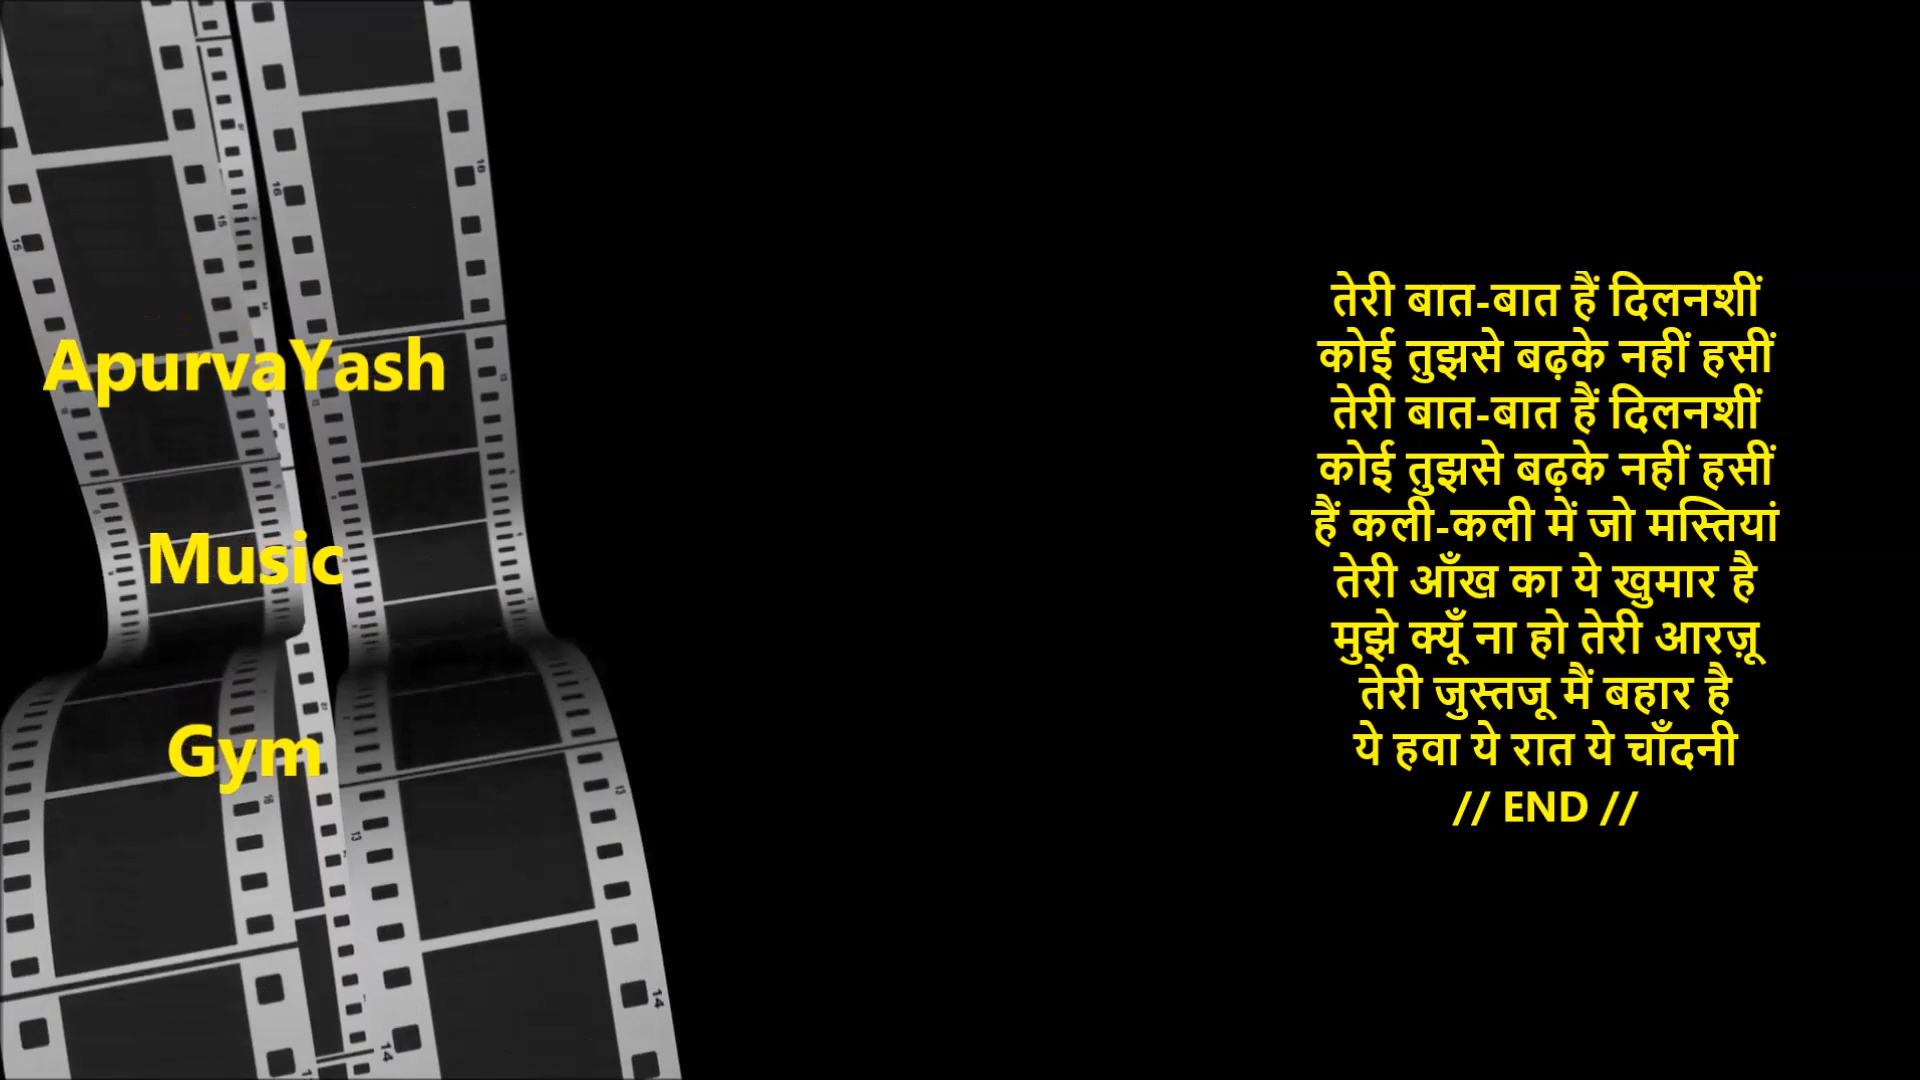 ApurvaYash
Music
Gym
तेरी बात-बात हैं दिलनशीं
कोई तुझसे बढ़के नहीं हसीं
तेरी बात-बात हैं दिलनशीं
कोई तुझसे बढ़के नहीं हसीं
हैं कली-कली में जो मस्तियां
तेरी आँख का ये खुमार है
मुझे क्यूँ ना हो तेरी आरज़ू
तेरी जुस्तजू मैं बहार है
ये हवा ये रात ये चाँदनी
// END //